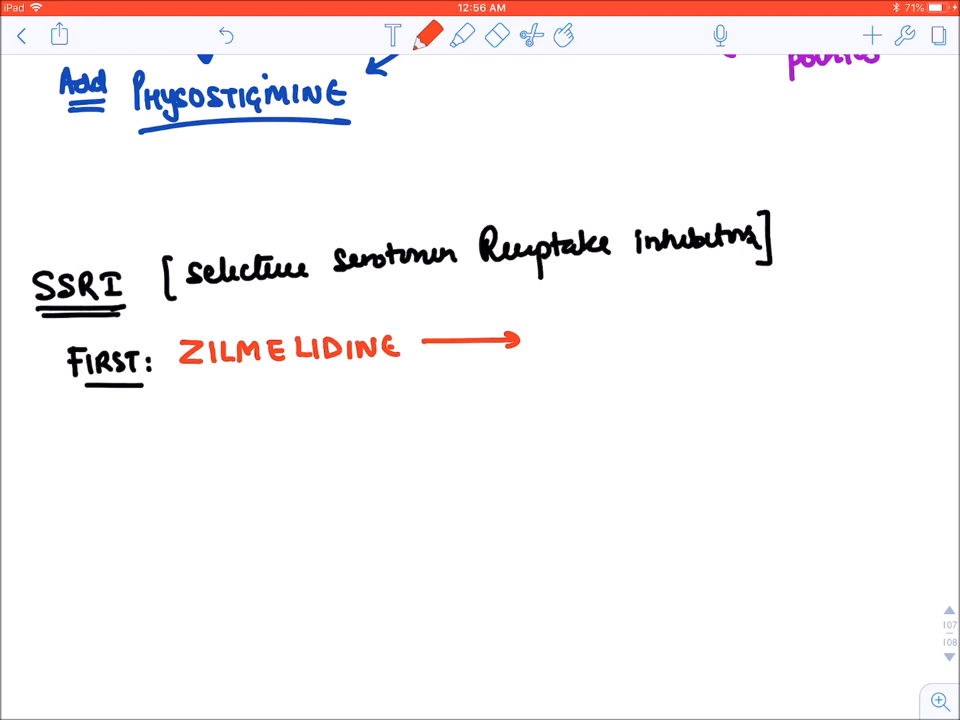 iPad 12:56 AM 71%
T
Add PHYSOSTIGMINE
SSRI [Selective Serotonin Reuptake inhibitors]
FIRST: ZILMELIDINE
107
108